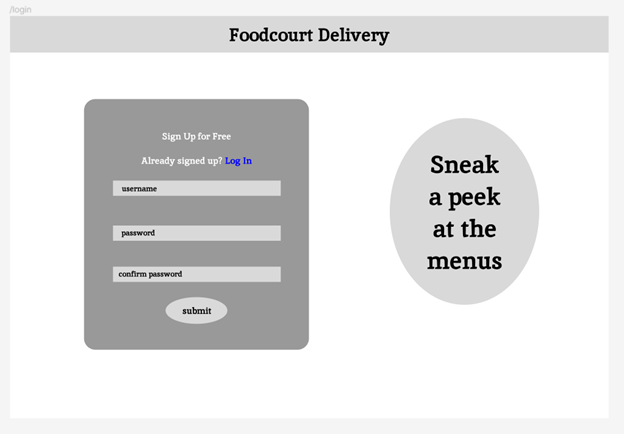 /login
Foodcourt Delivery
Sign Up for Free
Already signed up? Log In
username
password
confirm password
submit
Sneak
a peek
at the
menus